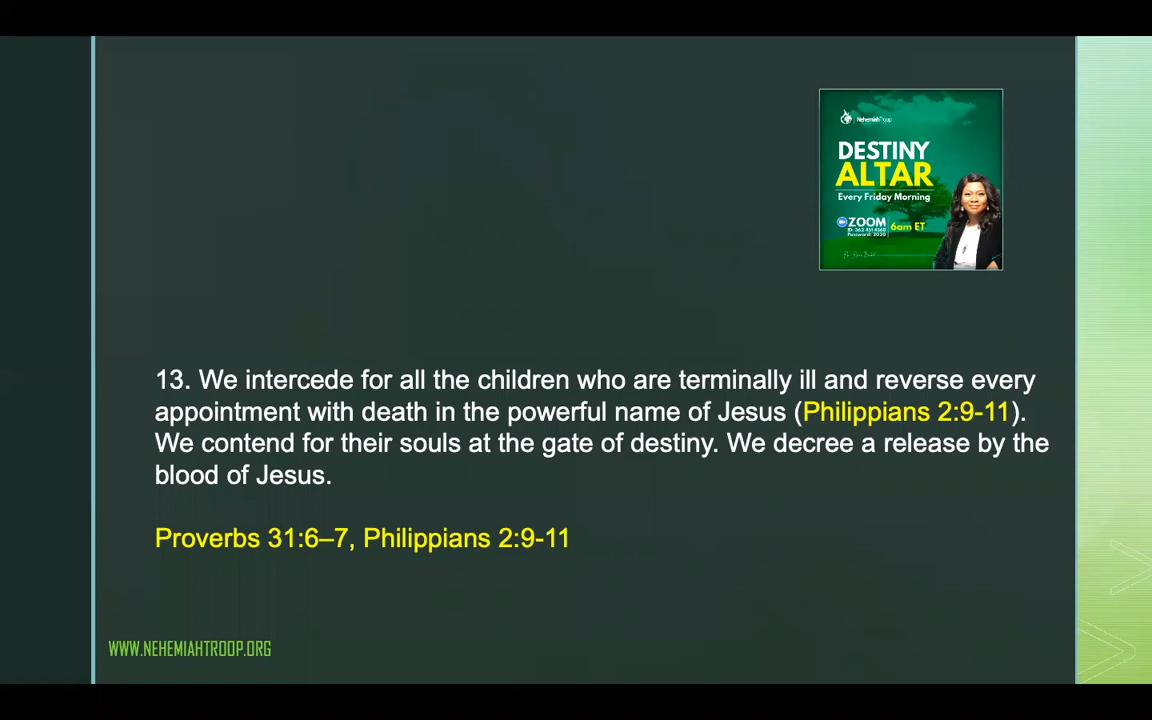 NehemiahTroop
DESTINY
ALTAR
Every Friday Morning
ZOOM
6am ET
Password: 2020
13. We intercede for all the children who are terminally ill and reverse every
appointment with death in the powerful name of Jesus (Philippians 2:9-11).
We contend for their souls at the gate of destiny. We decree a release by the
blood of Jesus.
Proverbs 31:6–7, Philippians 2:9-11
WWW.NEHEMIAHTROOP.ORG